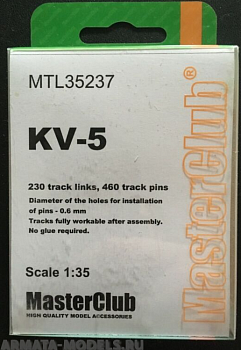 MTL35237
KV-5
230 track links, 460 track pins
Diameter of the holes for installation
of pins - 0.6 mm
Tracks fully workable after assembly.
No glue required.
Scale 1:35
MasterClub
HIGH QUALITY MODEL ACCESSORIES
MasterClub®
ARMATA-MODELS.RU